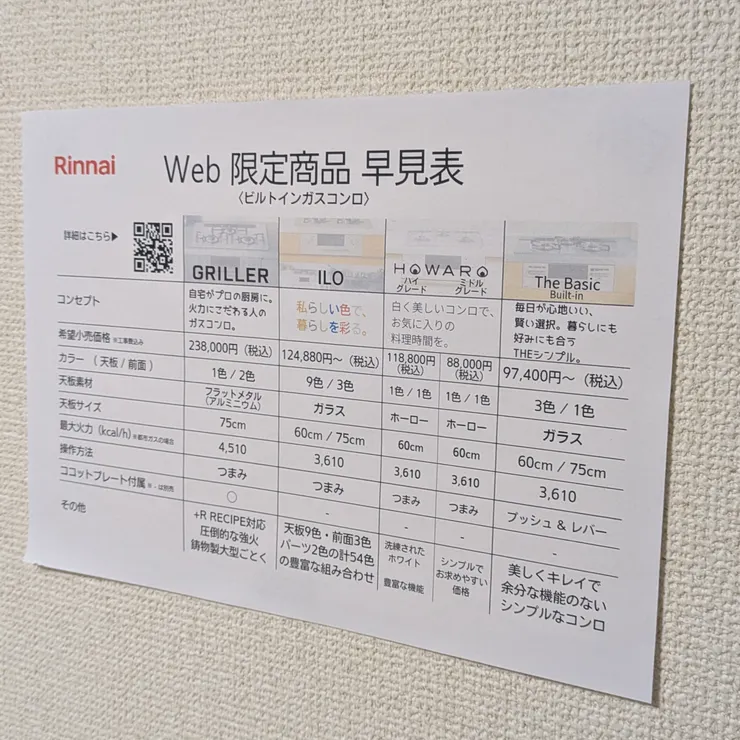 Rinnai
Web 限定商品 早見表
〈ビルトインガスコンロ〉
詳細はこちら▶
GRILLER
ILO
HOWARO
ハイ
グレード
ミドル
グレード
The Basic
Built-in
コンセプト
自宅がプロの厨房に。
火力にこだわる人の
ガスコンロ。
私らしい色で、
暮らしを彩る。
白く美しいコンロで、
お気に入りの
料理時間を。
毎日が心地いい、
賢い選択。暮らしにも
好みにも合う
THEシンプル。
希望小売価格 ※工事費込み
238,000円（税込）
124,880円～（税込）
118,800円
（税込）
88,000円
（税込）
97,400円～（税込）
カラー（ 天板 / 前面 ）
1色 / 2色
9色 / 3色
1色 / 1色
1色 / 1色
3色 / 1色
天板素材
フラットメタル
（アルミニウム）
ガラス
ホーロー
ホーロー
ガラス
天板サイズ
75cm
60cm / 75cm
60cm
60cm
60cm / 75cm
最大火力（kcal/h）※都市ガスの場合
4,510
3,610
3,610
3,610
3,610
操作方法
つまみ
つまみ
つまみ
つまみ
プッシュ & レバー
ココットプレート付属 ※ - は別売
○
-
-
-
-
その他
+R RECIPE対応
圧倒的な強火
鋳物製大型ごとく
天板9色・前面3色
パーツ2色の計54色
の豊富な組み合わせ
洗練された
ホワイト
豊富な機能
シンプルで
お求めやすい
価格
美しくキレイで
余分な機能のない
シンプルなコンロ